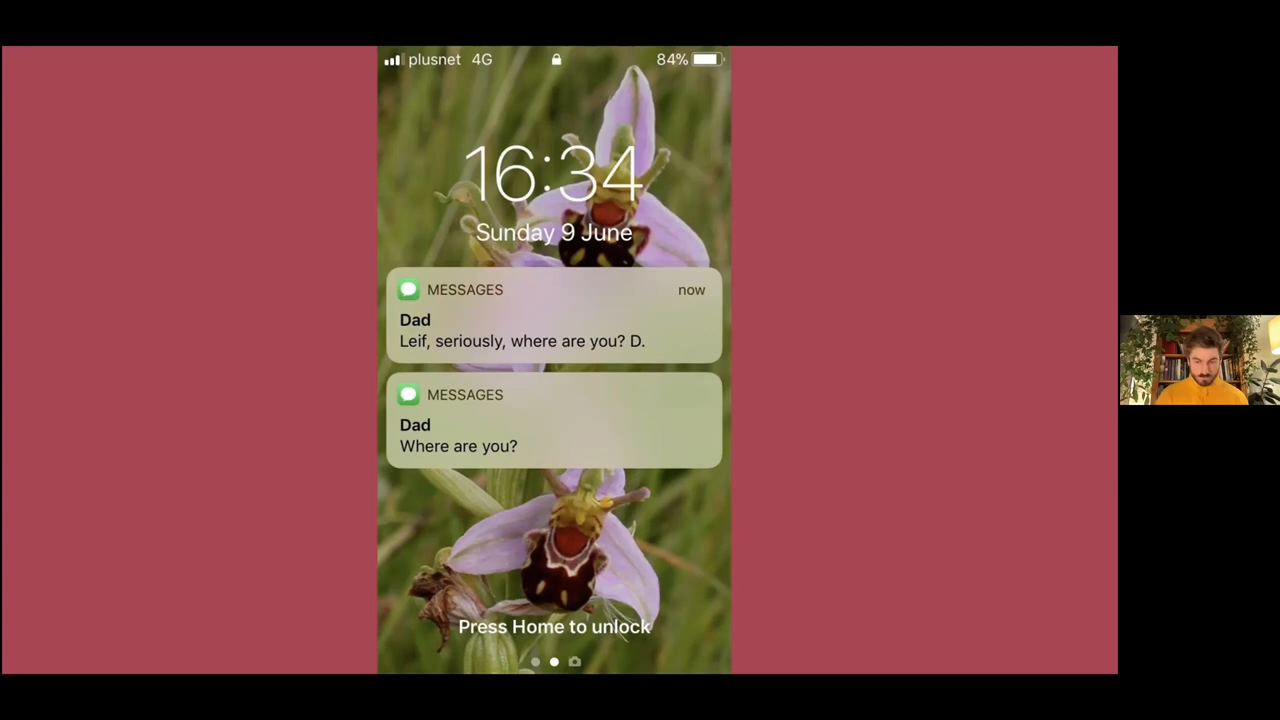 plusnet 4G 84%
16:34
Sunday 9 June
MESSAGES now
Dad
Leif, seriously, where are you? D.
MESSAGES
Dad
Where are you?
Press Home to unlock